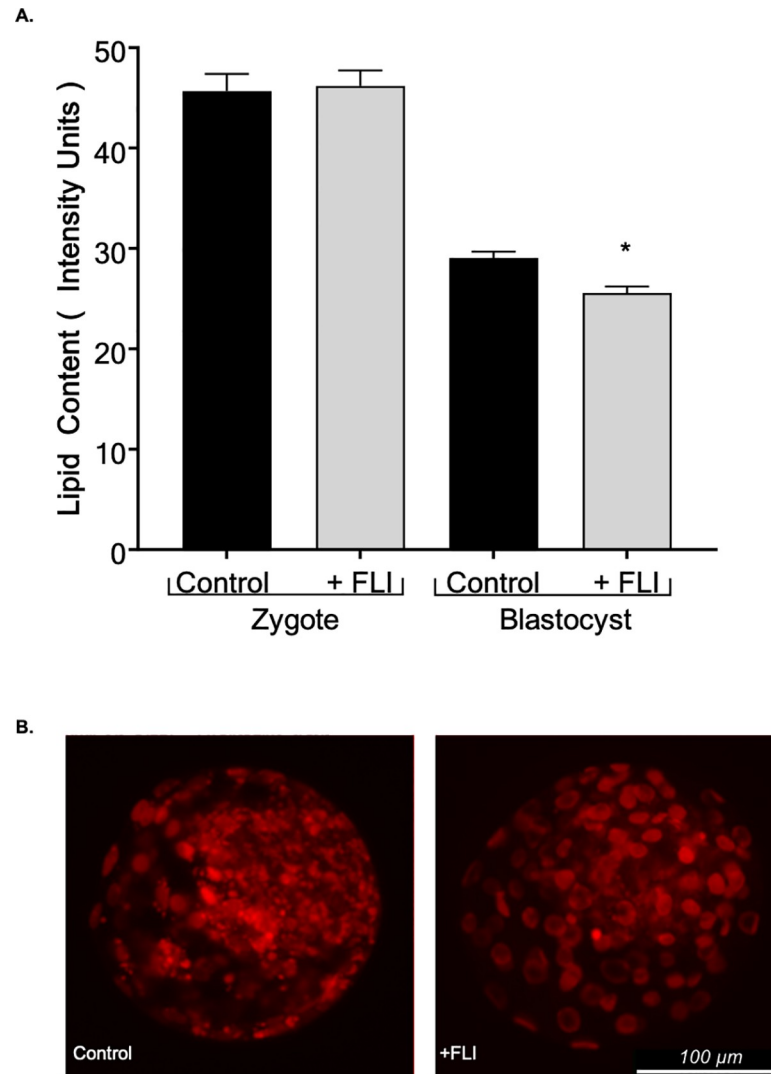 A.
Lipid Content ( Intensity Units )
50
40
30
20
10
0
*
Control + FLI Control + FLI
Zygote Blastocyst
B.
Control
+FLI
100 µm